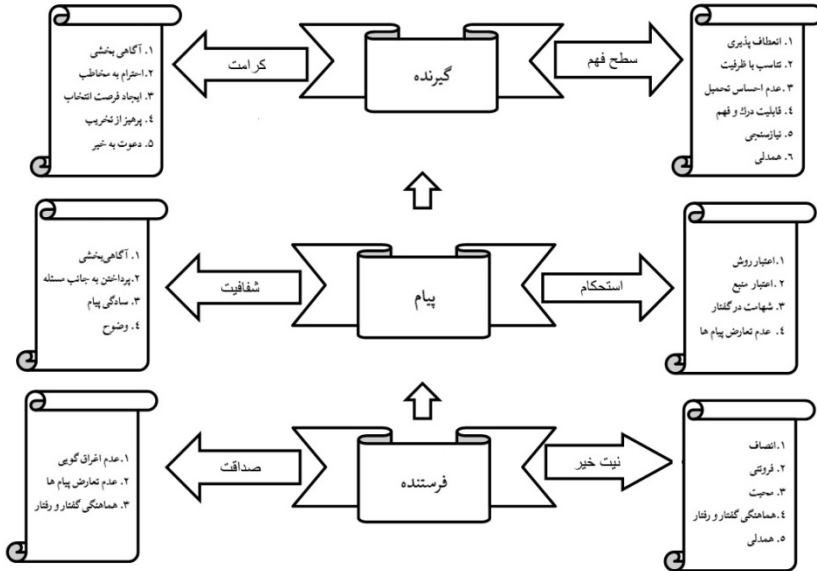 ۱. انعطاف پذیری
۲. تناسب با ظرفیت
۳. عدم احساس تحمیل
۴. قابلیت درك و فهم
۵. نیازسنجی
۶. همدلی
سطح فهم
گیرنده
کرامت
۱. آگاهی بخشی
۲. احترام به مخاطب
۳. ایجاد فرصت انتخاب
۴. پرهیز از تخریب
۵. دعوت به خیر
۱. اعتبار روش
۲. اعتبار منبع
۳. شهامت در گفتار
۴. عدم تعارض پیام ها
استحکام
پیام
شفافیت
۱. آگاهی‌بخشی
۲. پرداختن به جانب مسئله
۳. سادگی پیام
۴. وضوح
۱. انصاف
۲. فروتنی
۳. محبت
۴. هماهنگی گفتار و رفتار
۵. همدلی
نیت خیر
فرستنده
صداقت
۱. عدم اغراق گویی
۲. عدم تعارض پیام ها
۳. هماهنگی گفتار و رفتار